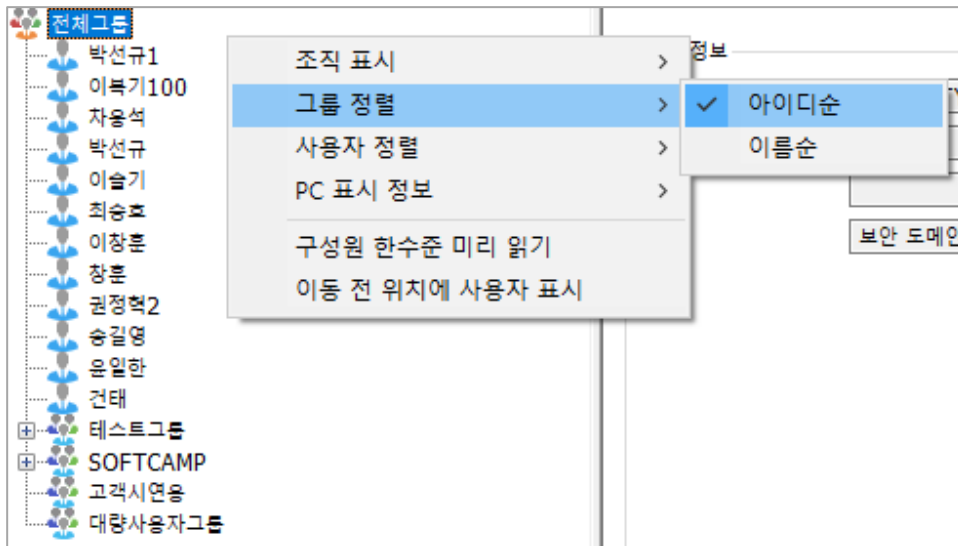 전체그룹
박선규1
이복기100
차용석
박선규
이슬기
최승호
이창훈
창훈
권정혁2
송길영
윤일한
건태
테스트그룹
SOFTCAMP
고객시연용
대량사용자그룹
조직 표시
그룹 정렬
사용자 정렬
PC 표시 정보
구성원 한수준 미리 읽기
이동 전 위치에 사용자 표시
아이디순
이름순
정보
보안 도메인